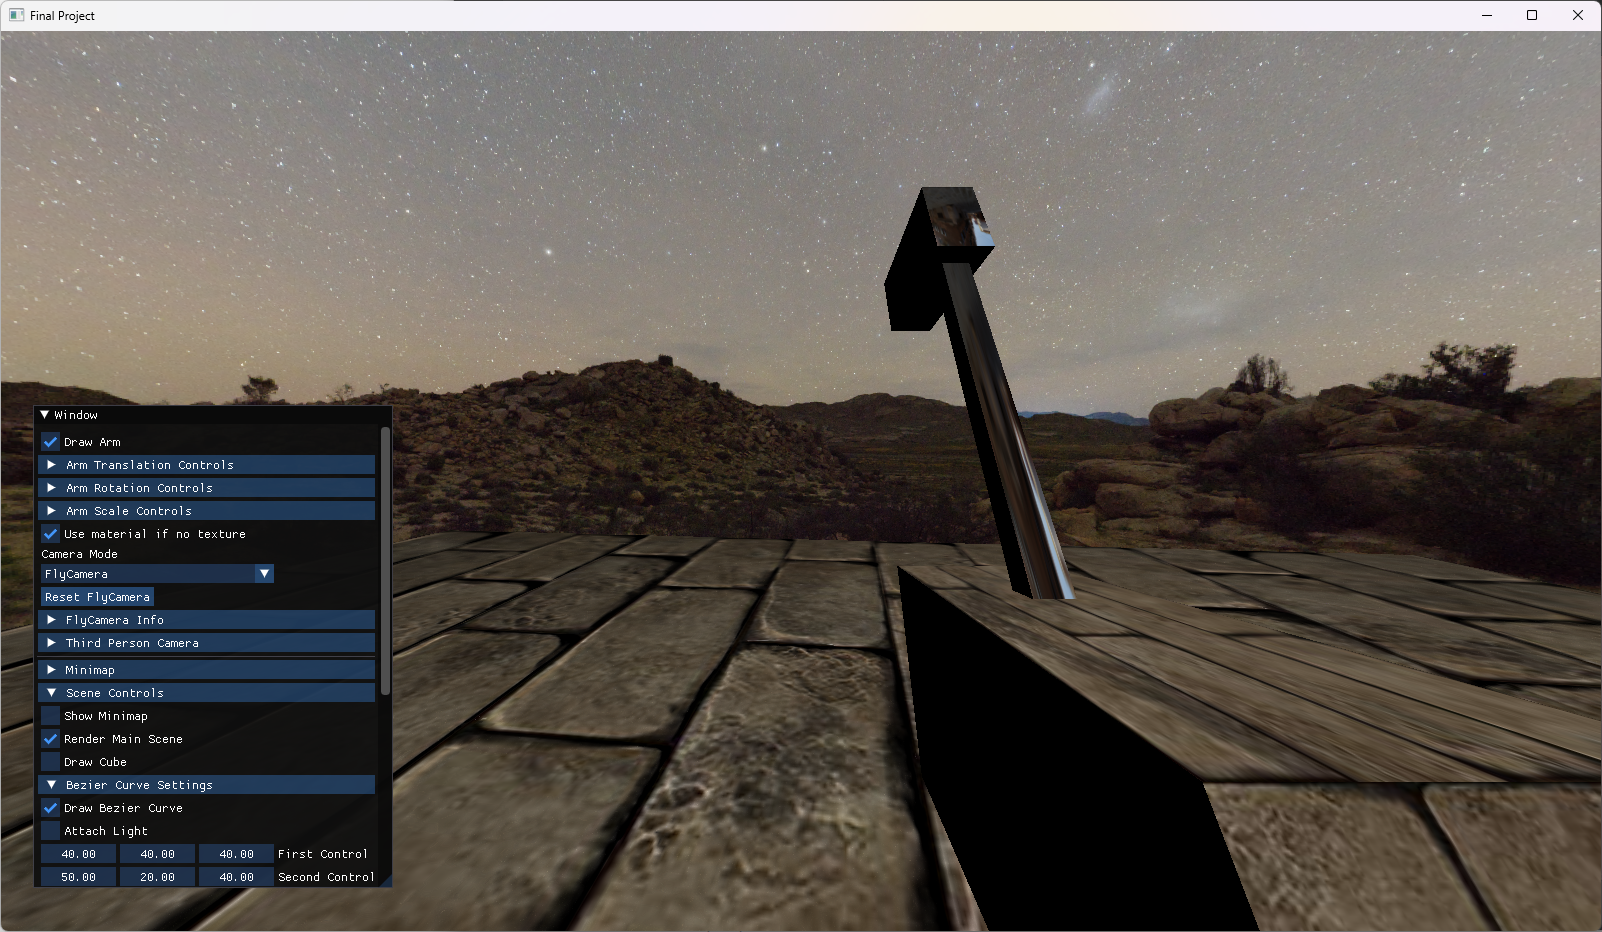 Final Project
Window
Draw Arm
Arm Translation Controls
Arm Rotation Controls
Arm Scale Controls
Use material if no texture
Camera Mode
FlyCamera
Reset FlyCamera
FlyCamera Info
Third Person Camera
Minimap
Scene Controls
Show Minimap
Render Main Scene
Draw Cube
Bezier Curve Settings
Draw Bezier Curve
Attach Light
40.00 40.00 40.00 First Control
50.00 20.00 40.00 Second Control